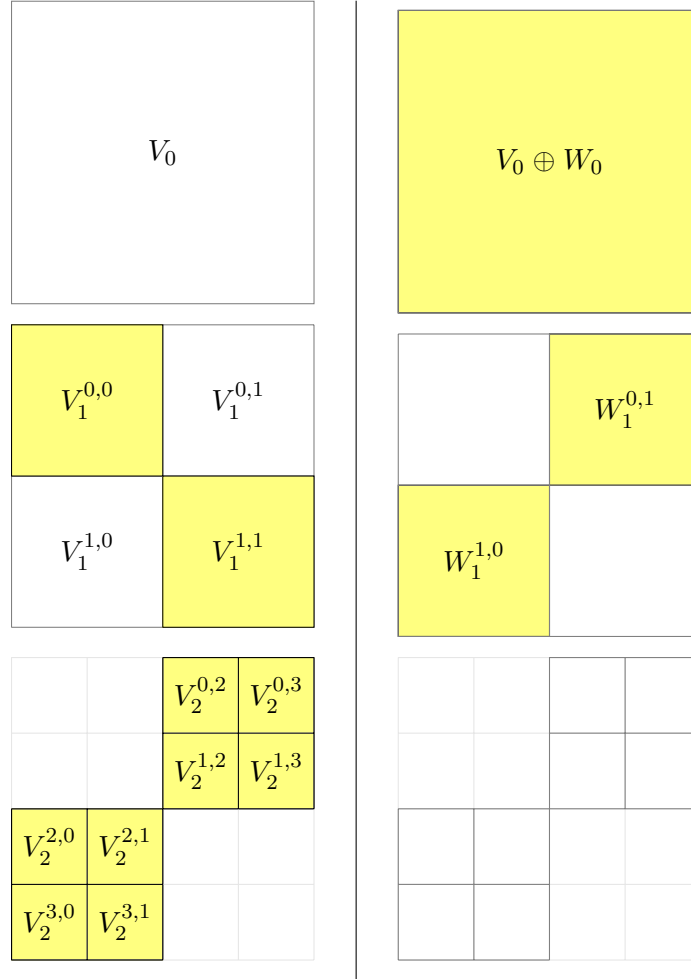 V_0
V_0 ⊕ W_0
V_1^{0,0} V_1^{0,1}
V_1^{1,0} V_1^{1,1}
W_1^{0,1}
W_1^{1,0}
V_2^{0,2} V_2^{0,3}
V_2^{1,2} V_2^{1,3}
V_2^{2,0} V_2^{2,1}
V_2^{3,0} V_2^{3,1}